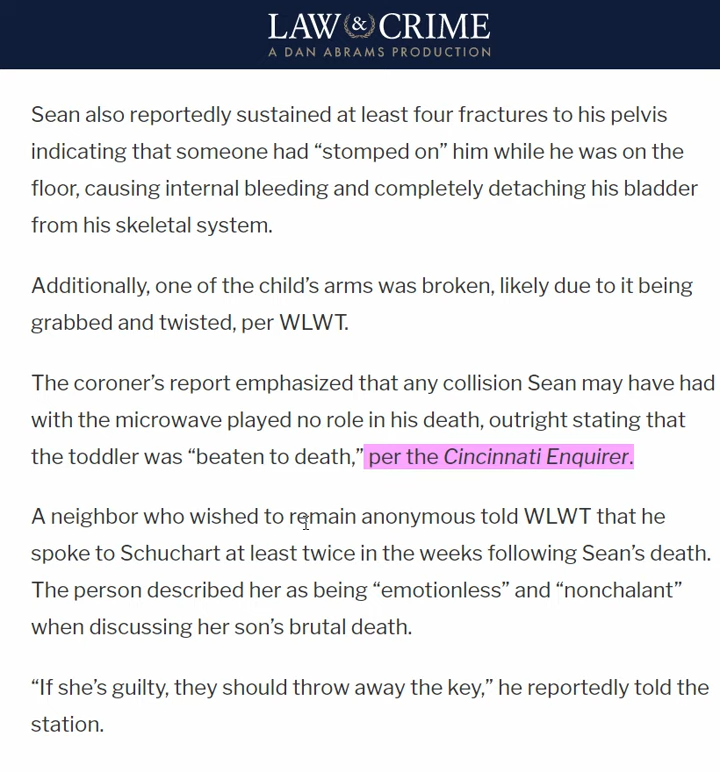 LAW & CRIME
A DAN ABRAMS PRODUCTION
Sean also reportedly sustained at least four fractures to his pelvis
indicating that someone had “stomped on” him while he was on the
floor, causing internal bleeding and completely detaching his bladder
from his skeletal system.
Additionally, one of the child’s arms was broken, likely due to it being
grabbed and twisted, per WLWT.
The coroner’s report emphasized that any collision Sean may have had
with the microwave played no role in his death, outright stating that
the toddler was “beaten to death,” per the Cincinnati Enquirer.
A neighbor who wished to remain anonymous told WLWT that he
spoke to Schuchart at least twice in the weeks following Sean’s death.
The person described her as being “emotionless” and “nonchalant”
when discussing her son’s brutal death.
“If she’s guilty, they should throw away the key,” he reportedly told the
station.